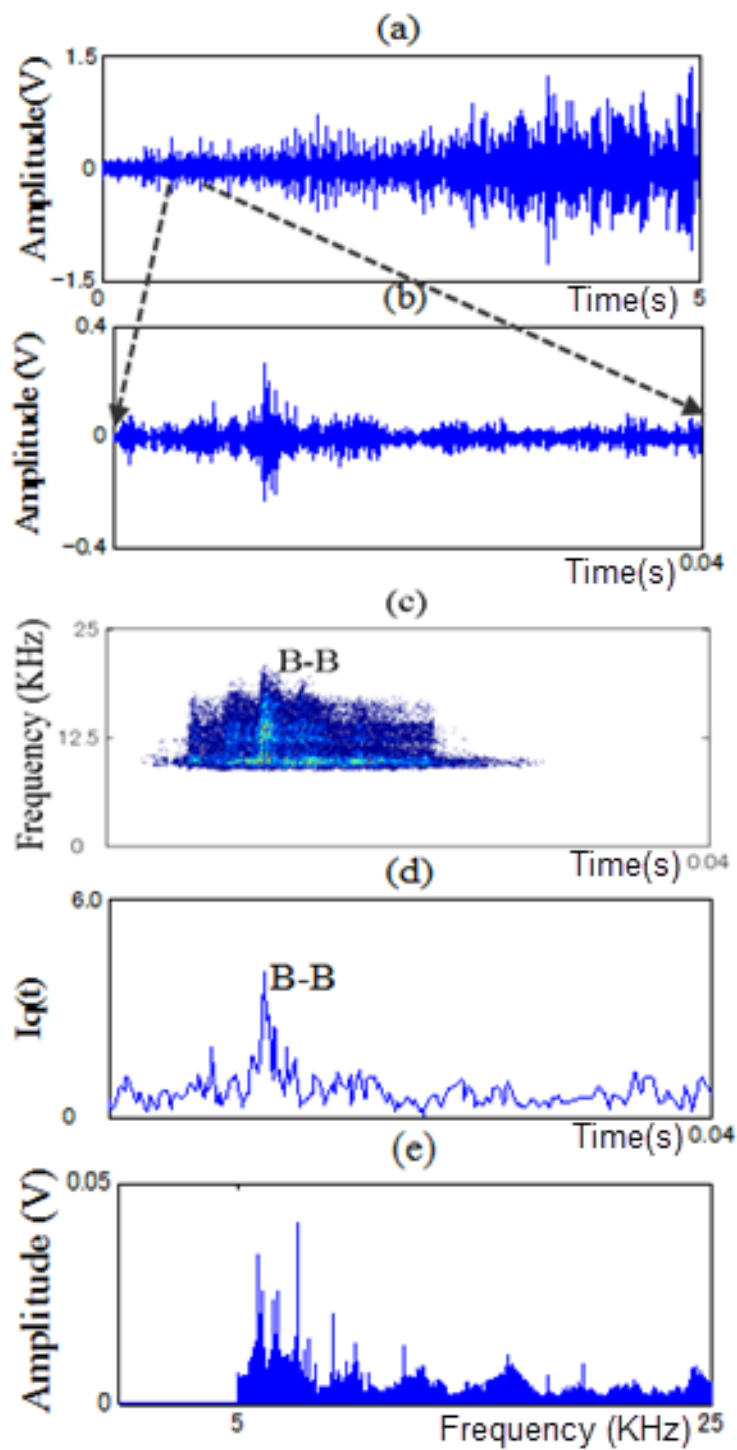 (a)
Amplitude(V)
1.5
0
−1.5
0
Time(s)
5
(b)
Amplitude (V)
0.4
0
−0.4
Time(s)
0.04
(c)
Frequency (KHz)
25
12.5
0
B-B
Time(s)
0.04
(d)
Iq(t)
6.0
0
B-B
Time(s)
0.04
(e)
Amplitude (V)
0.05
0
5
Frequency (KHz)
25